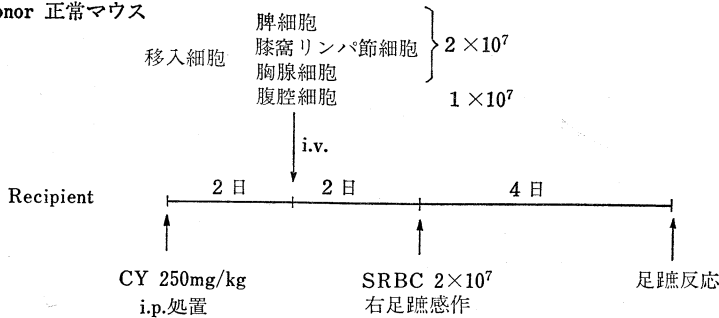 onor 正常マウス
移入細胞
脾細胞
膝窩リンパ節細胞
胸腺細胞
2×10⁷
腹腔細胞 1×10⁷
i.v.
Recipient
2日 2日 4日
CY 250mg/kg
i.p.処置
SRBC 2×10⁷
右足蹠感作
足蹠反応